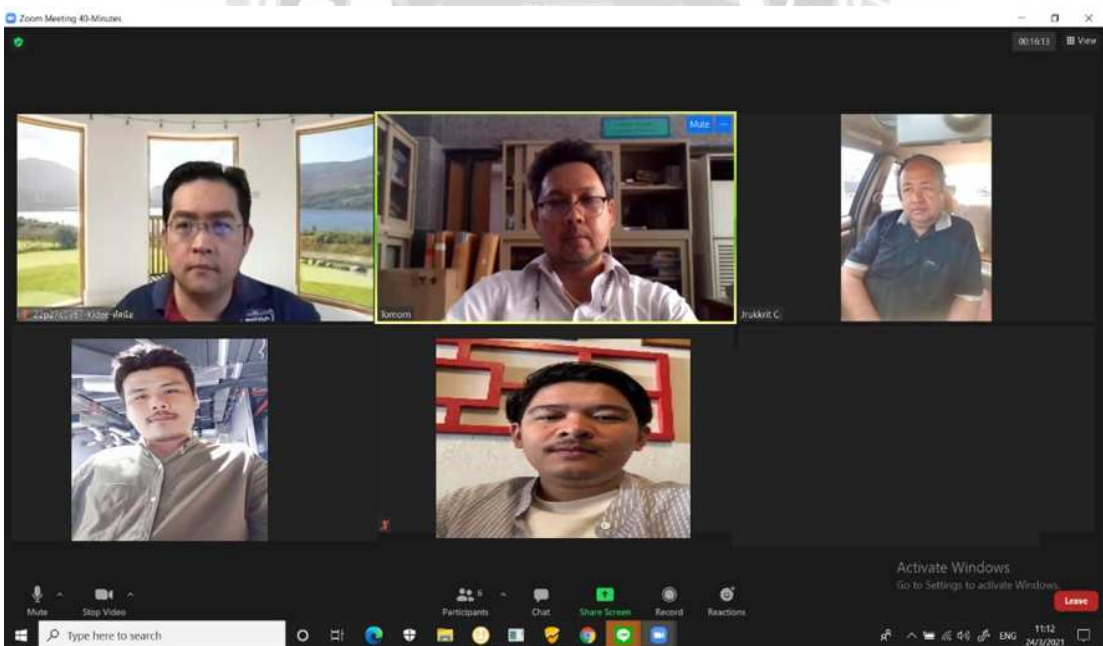 Zoom Meeting 40-Minutes
00:16:13
View
Mute
Tomorn
Jrukkrit C.
Activate Windows
Go to Settings to activate Windows.
Mute
Stop Video
6
Participants
Chat
Share Screen
Record
Reactions
Leave
Type here to search
ENG
11:12
24/3/2021